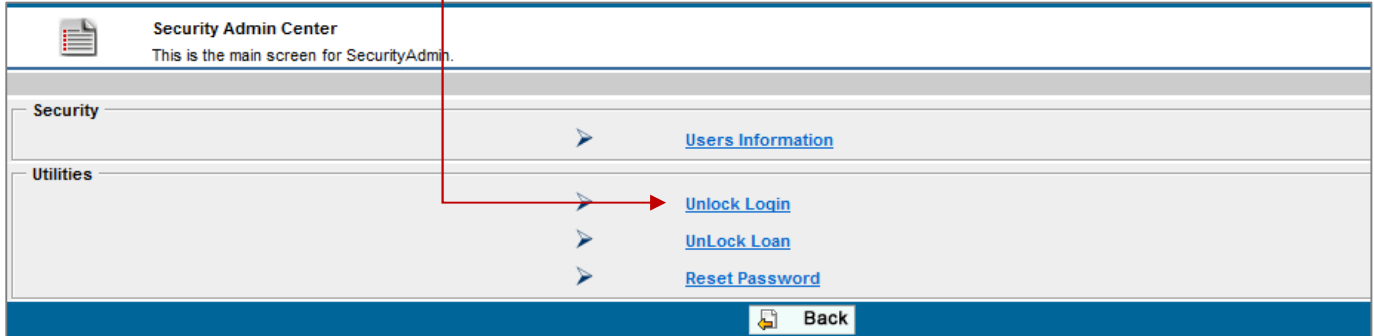 Security Admin Center
This is the main screen for SecurityAdmin.
Security
Users Information
Utilities
Unlock Login
UnLock Loan
Reset Password
Back